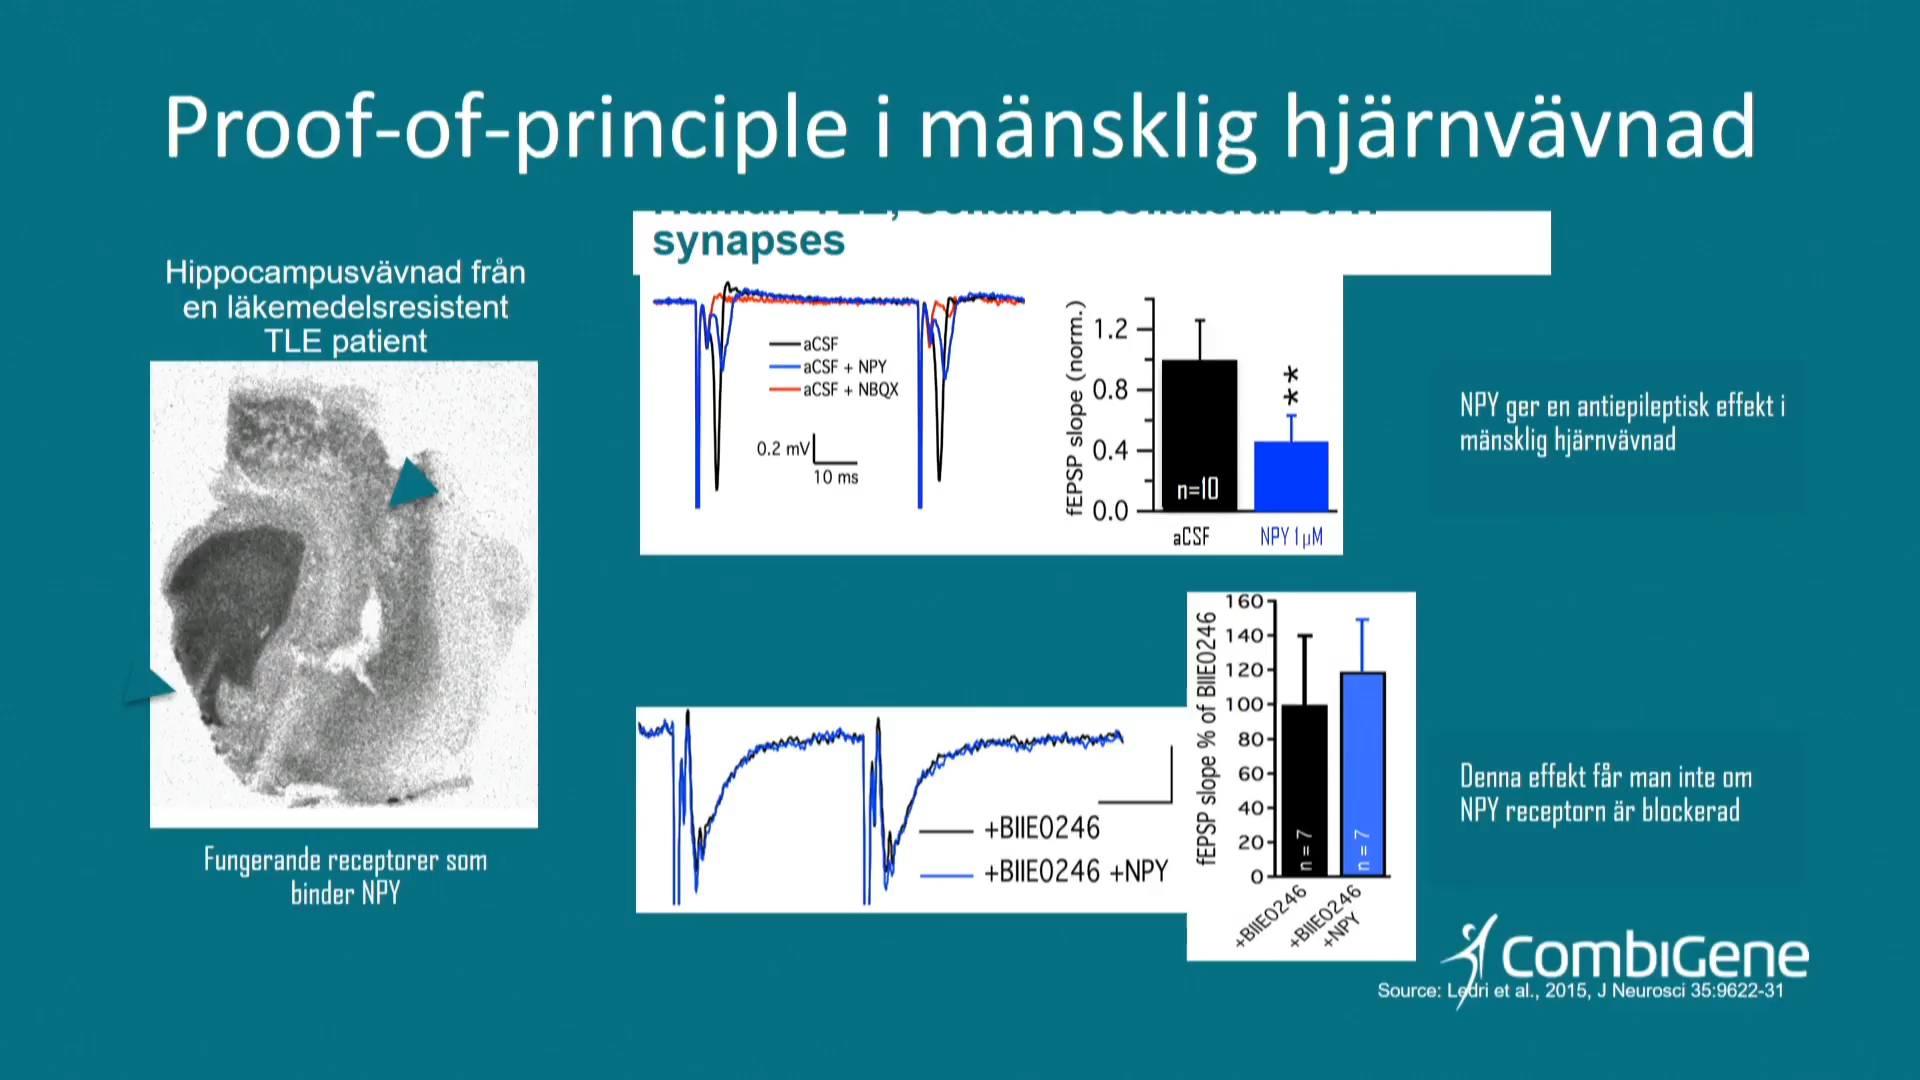 Proof-of-principle i mänsklig hjärnvävnad
Hippocampusvävnad från
en läkemedelsresistent
TLE patient
Fungerande receptorer som
binder NPY
synapses
aCSF
aCSF + NPY
aCSF + NBQX
0.2 mV
10 ms
fEPSP slope (norm.)
1.2
0.8
0.4
0.0
**
n=10
aCSF
NPY 1 µM
NPY ger en antiepileptisk effekt i
mänsklig hjärnvävnad
+BIIE0246
+BIIE0246 +NPY
fEPSP slope % of BIIE0246
160
140
120
100
80
60
40
20
0
n = 7
n = 7
+BIIE0246
+BIIE0246
+NPY
Denna effekt får man inte om
NPY receptorn är blockerad
CombiGene
Source: Ledri et al., 2015, J Neurosci 35:9622-31